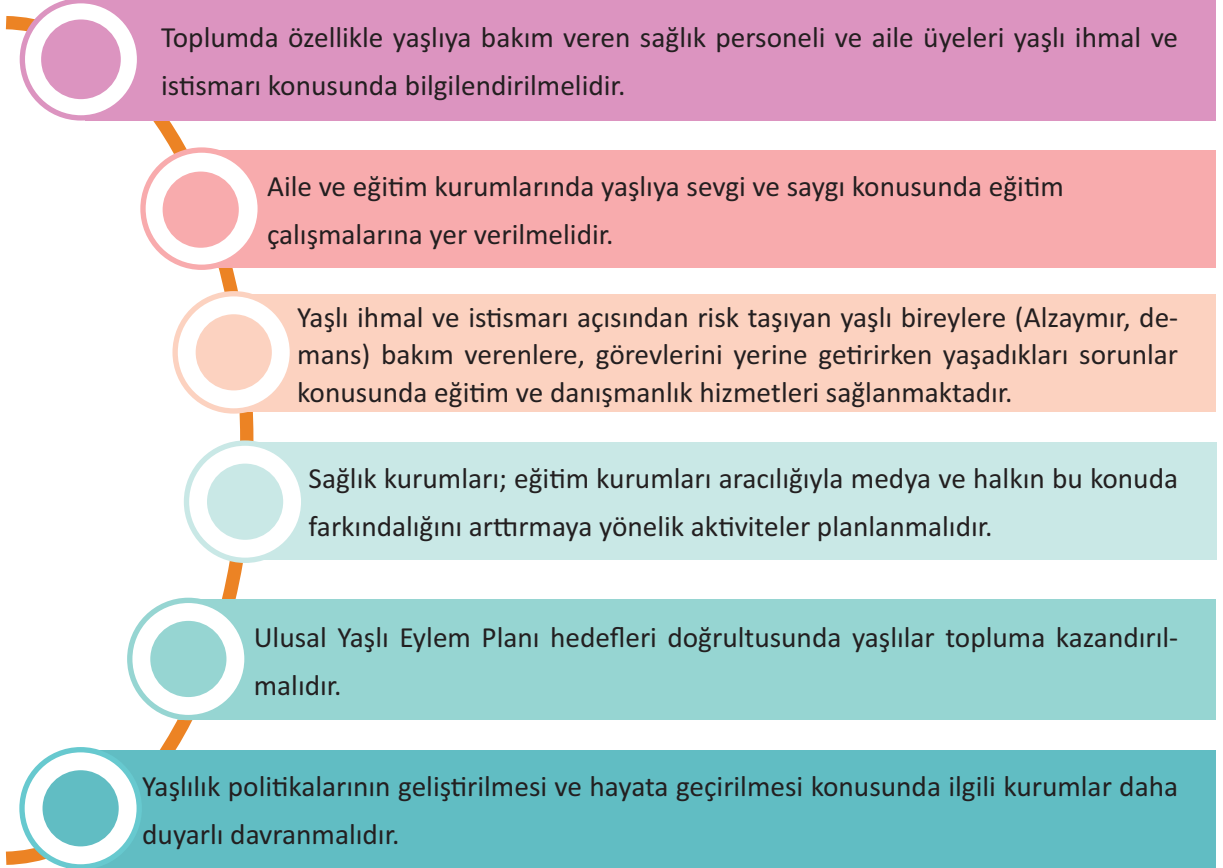 Toplumda özellikle yaşlıya bakım veren sağlık personeli ve aile üyeleri yaşlı ihmal ve
istismarı konusunda bilgilendirilmelidir.
Aile ve eğitim kurumlarında yaşlıya sevgi ve saygı konusunda eğitim
çalışmalarına yer verilmelidir.
Yaşlı ihmal ve istismarı açısından risk taşıyan yaşlı bireylere (Alzaymır, de-
mans) bakım verenlere, görevlerini yerine getirirken yaşadıkları sorunlar
konusunda eğitim ve danışmanlık hizmetleri sağlanmaktadır.
Sağlık kurumları; eğitim kurumları aracılığıyla medya ve halkın bu konuda
farkındalığını arttırmaya yönelik aktiviteler planlanmalıdır.
Ulusal Yaşlı Eylem Planı hedefleri doğrultusunda yaşlılar topluma kazandırıl-
malıdır.
Yaşlılık politikalarının geliştirilmesi ve hayata geçirilmesi konusunda ilgili kurumlar daha
duyarlı davranmalıdır.